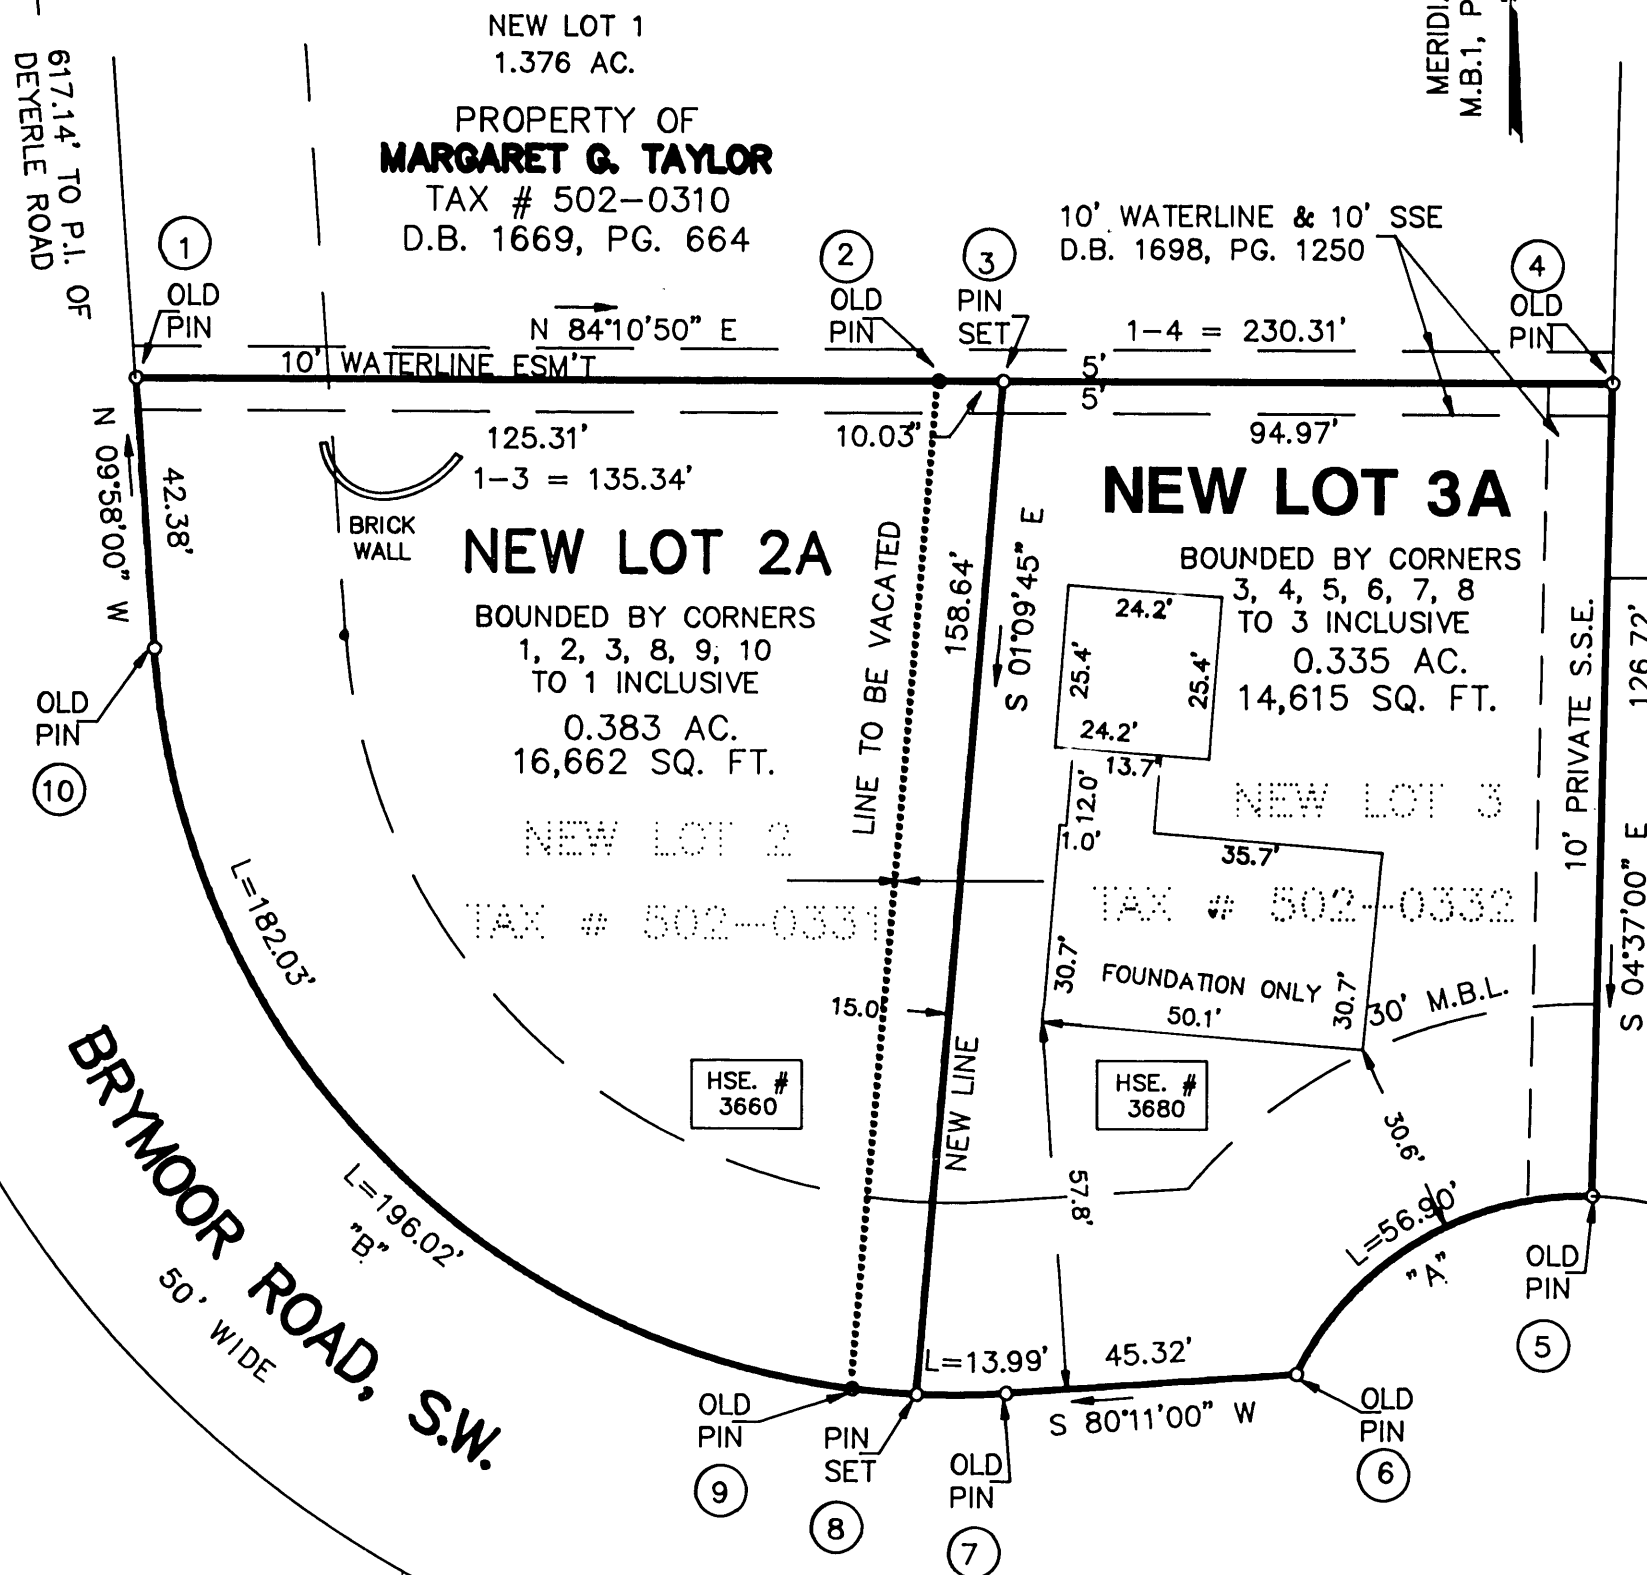 NEW LOT 1
1.376 AC.
PROPERTY OF
MARGARET G. TAYLOR
TAX # 502-0310
D.B. 1669, PG. 664
617.14' TO P.I. OF
DEYERLE ROAD
M.B.1, P
10' WATERLINE & 10' SSE
D.B. 1698, PG. 1250
1
OLD
PIN
2
OLD
PIN
3
PIN
SET
4
OLD
PIN
N 84°10'50" E
1-4 = 230.31'
10' WATERLINE ESM'T
5'
5'
125.31'
10.03"
94.97'
1-3 = 135.34'
N 09°58'00" W
42.38'
BRICK
WALL
NEW LOT 2A
BOUNDED BY CORNERS
1, 2, 3, 8, 9, 10
TO 1 INCLUSIVE
0.383 AC.
16,662 SQ. FT.
NEW LOT 2
TAX # 502-0331
LINE TO BE VACATED
158.64'
S 01°09'45" E
NEW LOT 3A
BOUNDED BY CORNERS
3, 4, 5, 6, 7, 8
TO 3 INCLUSIVE
0.335 AC.
14,615 SQ. FT.
24.2'
25.4'
25.4'
24.2'
13.7'
12.0'
1.0'
35.7'
NEW LOT 3
TAX # 502-0332
10' PRIVATE S.S.E.
126.72'
S 04°37'00" E
OLD
PIN
10
L=182.03'
15.0
30.7'
FOUNDATION ONLY
30.7'
50.1'
30' M.B.L.
HSE. #
3660
NEW LINE
HSE. #
3680
57.8'
30.6'
L=56.90'
"A"
BRYMOOR ROAD, S.W.
50' WIDE
L=196.02'
"B"
L=13.99'
45.32'
S 80°11'00" W
OLD
PIN
5
OLD
PIN
6
OLD
PIN
7
PIN
SET
8
OLD
PIN
9